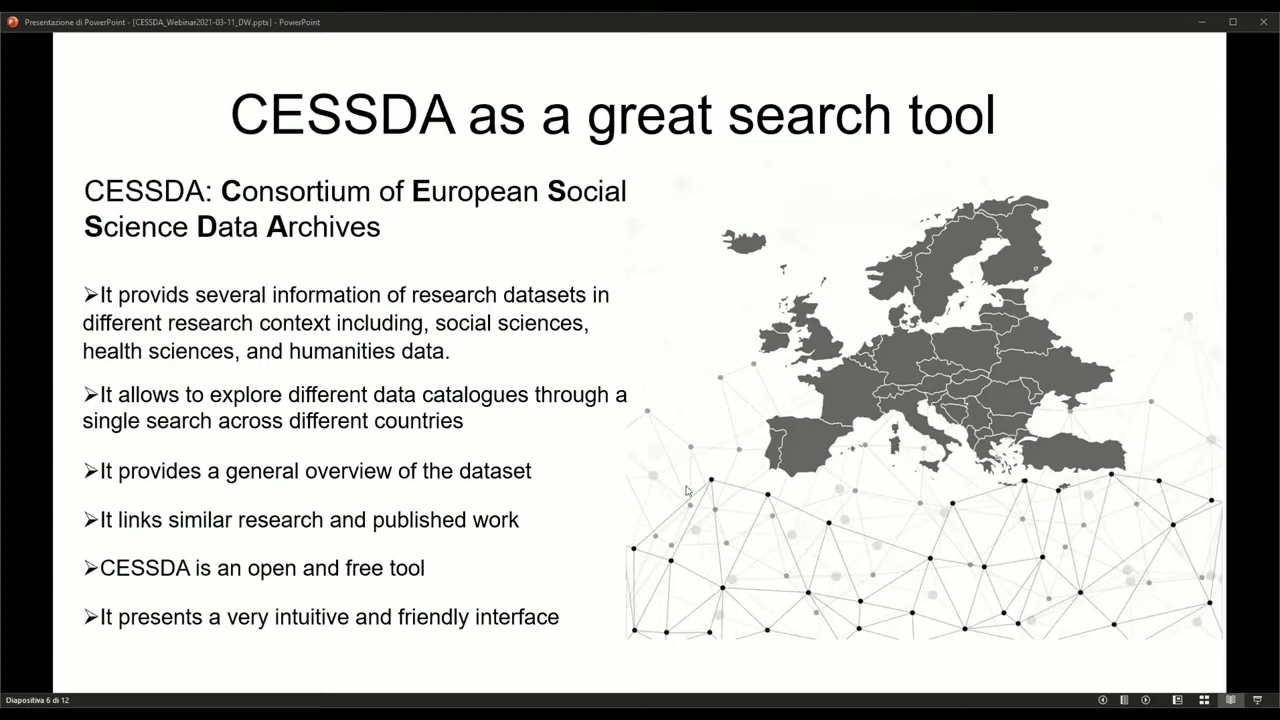 Presentazione di PowerPoint - [CESSDA_Webinar2021-03-11_DW.pptx] - PowerPoint
CESSDA as a great search tool
CESSDA: Consortium of European Social
Science Data Archives
➢It provids several information of research datasets in
different research context including, social sciences,
health sciences, and humanities data.
➢It allows to explore different data catalogues through a
single search across different countries
➢It provides a general overview of the dataset
➢It links similar research and published work
➢CESSDA is an open and free tool
➢It presents a very intuitive and friendly interface
Diapositiva 6 di 12